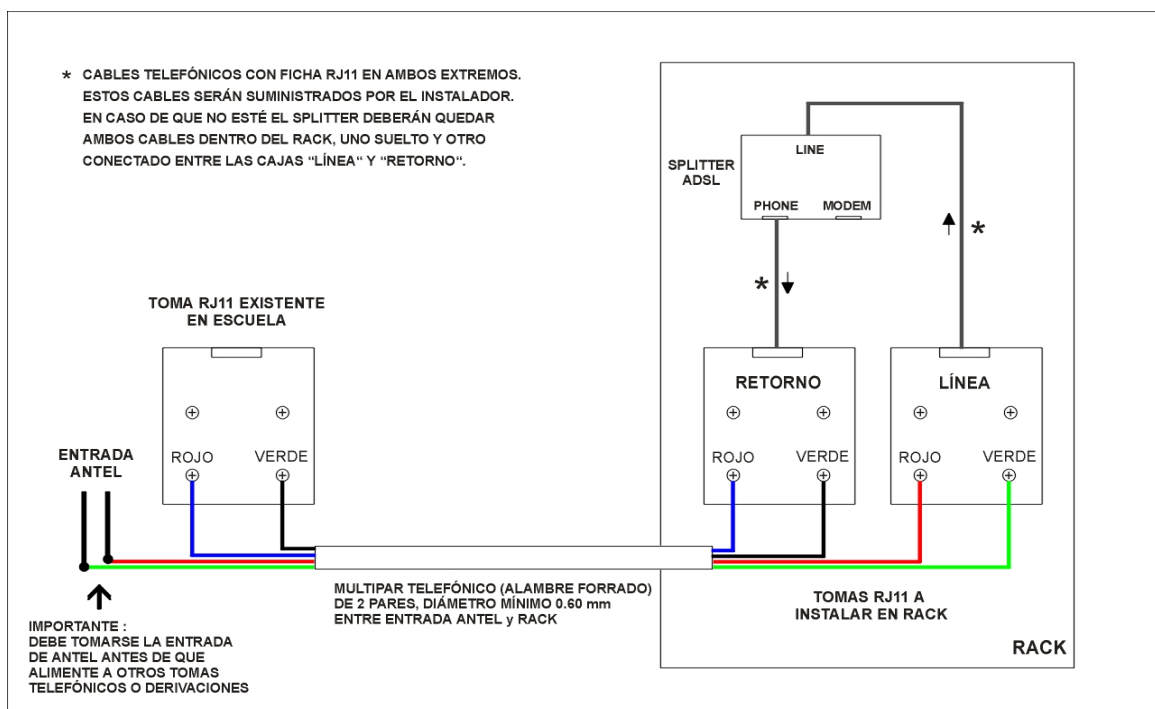 * CABLES TELEFÓNICOS CON FICHA RJ11 EN AMBOS EXTREMOS.
ESTOS CABLES SERÁN SUMINISTRADOS POR EL INSTALADOR.
EN CASO DE QUE NO ESTÉ EL SPLITTER DEBERÁN QUEDAR
AMBOS CABLES DENTRO DEL RACK, UNO SUELTO Y OTRO
CONECTADO ENTRE LAS CAJAS “LÍNEA“ Y “RETORNO“.
LINE
SPLITTER
ADSL
PHONE
MODEM
*
*
TOMA RJ11 EXISTENTE
EN ESCUELA
RETORNO
LÍNEA
ENTRADA
ANTEL
ROJO
VERDE
ROJO
VERDE
ROJO
VERDE
MULTIPAR TELEFÓNICO (ALAMBRE FORRADO)
DE 2 PARES, DIÁMETRO MÍNIMO 0.60 mm
ENTRE ENTRADA ANTEL y RACK
TOMAS RJ11 A
INSTALAR EN RACK
IMPORTANTE :
DEBE TOMARSE LA ENTRADA
DE ANTEL ANTES DE QUE
ALIMENTE A OTROS TOMAS
TELEFÓNICOS O DERIVACIONES
RACK